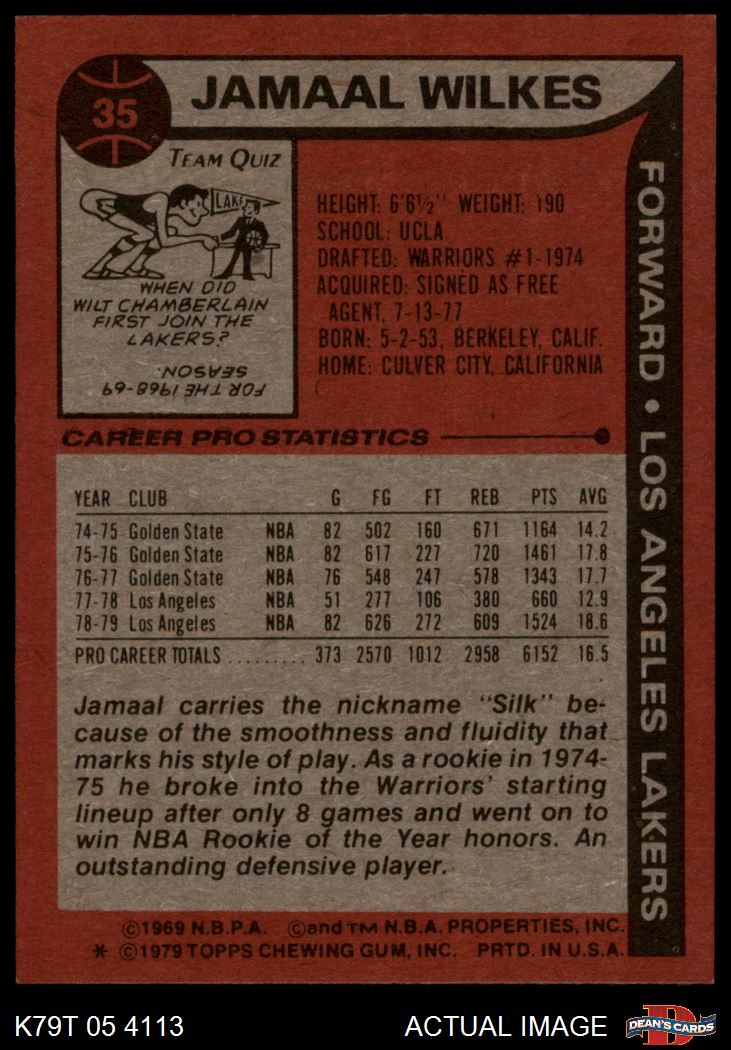 35
JAMAAL WILKES
TEAM QUIZ
LAKE
WHEN DID
WILT CHAMBERLAIN
FIRST JOIN THE
LAKERS?
FOR THE 1968-69
SEASON.
HEIGHT: 6'6½" WEIGHT: 190
SCHOOL: UCLA
DRAFTED: WARRIORS #1-1974
ACQUIRED: SIGNED AS FREE
AGENT, 7-13-77
BORN: 5-2-53, BERKELEY, CALIF.
HOME: CULVER CITY, CALIFORNIA
FORWARD • LOS ANGELES LAKERS
CAREER PRO STATISTICS
YEAR CLUB G FG FT REB PTS AVG
74-75 Golden State NBA 82 502 160 671 1164 14.2
75-76 Golden State NBA 82 617 227 720 1461 17.8
76-77 Golden State NBA 76 548 247 578 1343 17.7
77-78 Los Angeles NBA 51 277 106 380 660 12.9
78-79 Los Angeles NBA 82 626 272 609 1524 18.6
PRO CAREER TOTALS ......... 373 2570 1012 2958 6152 16.5
Jamaal carries the nickname "Silk" be-
cause of the smoothness and fluidity that
marks his style of play. As a rookie in 1974-
75 he broke into the Warriors' starting
lineup after only 8 games and went on to
win NBA Rookie of the Year honors. An
outstanding defensive player.
©1969 N.B.P.A. ©and TM N.B.A. PROPERTIES, INC.
* ©1979 TOPPS CHEWING GUM, INC. PRTD. IN U.S.A.
K79T 05 4113 ACTUAL IMAGE
D
DEAN'S CARDS